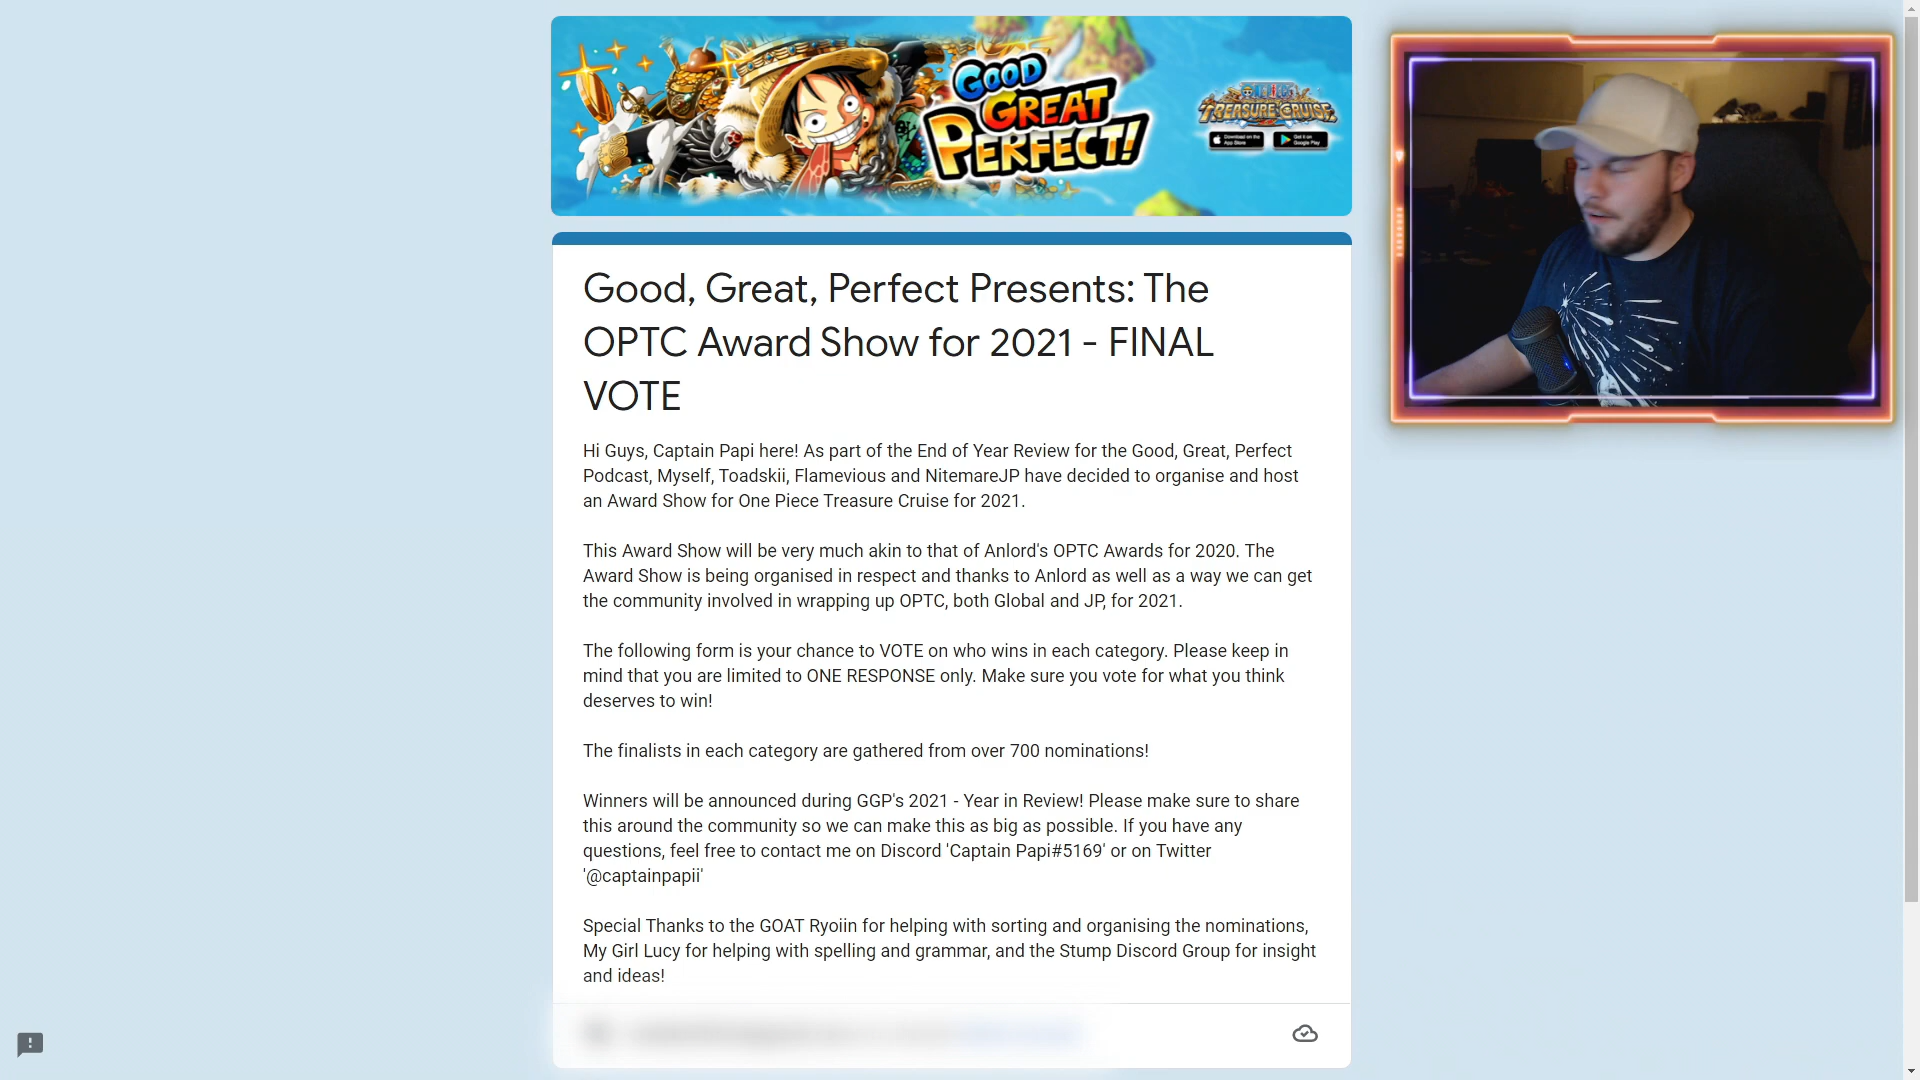 GOOD
GREAT
PERFECT!
ONE PIECE
TREASURE CRUISE
Download on the
App Store
Get it on
Google Play
Good, Great, Perfect Presents: The
OPTC Award Show for 2021 - FINAL
VOTE
Hi Guys, Captain Papi here! As part of the End of Year Review for the Good, Great, Perfect
Podcast, Myself, Toadskii, Flamevious and NitemareJP have decided to organise and host
an Award Show for One Piece Treasure Cruise for 2021.
This Award Show will be very much akin to that of Anlord's OPTC Awards for 2020. The
Award Show is being organised in respect and thanks to Anlord as well as a way we can get
the community involved in wrapping up OPTC, both Global and JP, for 2021.
The following form is your chance to VOTE on who wins in each category. Please keep in
mind that you are limited to ONE RESPONSE only. Make sure you vote for what you think
deserves to win!
The finalists in each category are gathered from over 700 nominations!
Winners will be announced during GGP's 2021 - Year in Review! Please make sure to share
this around the community so we can make this as big as possible. If you have any
questions, feel free to contact me on Discord 'Captain Papi#5169' or on Twitter
'@captainpapii'
Special Thanks to the GOAT Ryoiin for helping with sorting and organising the nominations,
My Girl Lucy for helping with spelling and grammar, and the Stump Discord Group for insight
and ideas!